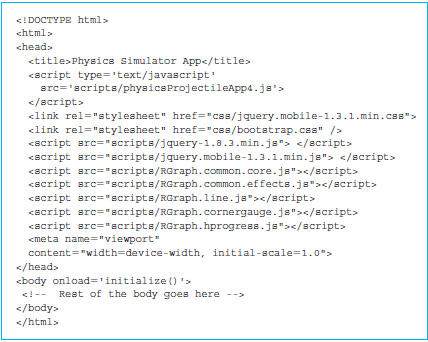 <!DOCTYPE html>
<html>
<head>
<title>Physics Simulator App</title>
<script type='text/javascript'
src='scripts/physicsProjectileApp4.js'>
</script>
<link rel="stylesheet" href="css/jquery.mobile-1.3.1.min.css">
<link rel="stylesheet" href="css/bootstrap.css" />
<script src="scripts/jquery-1.8.3.min.js"> </script>
<script src="scripts/jquery.mobile-1.3.1.min.js"> </script>
<script src="scripts/RGraph.common.core.js"></script>
<script src="scripts/RGraph.common.effects.js"></script>
<script src="scripts/RGraph.line.js"></script>
<script src="scripts/RGraph.cornergauge.js"></script>
<script src="scripts/RGraph.hprogress.js"></script>
<meta name="viewport"
content="width=device-width, initial-scale=1.0">
</head>
<body onload='initialize()'>
<!-- Rest of the body goes here -->
</body>
</html>